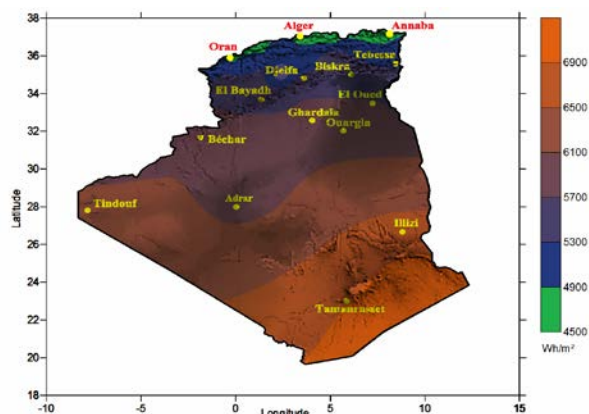 Alger
Annaba
Oran
Tebesse
Biskra
Djelfa
El Bayadh
El Oued
Ghardaia
Ouargla
Béchar
Tindouf
Adrar
Illizi
Tamanrasset
Latitude
38
36
34
32
30
28
26
24
22
20
18
-10
-5
0
5
10
15
Longitude
6900
6500
6100
5700
5300
4900
4500
Wh/m²
Latitude